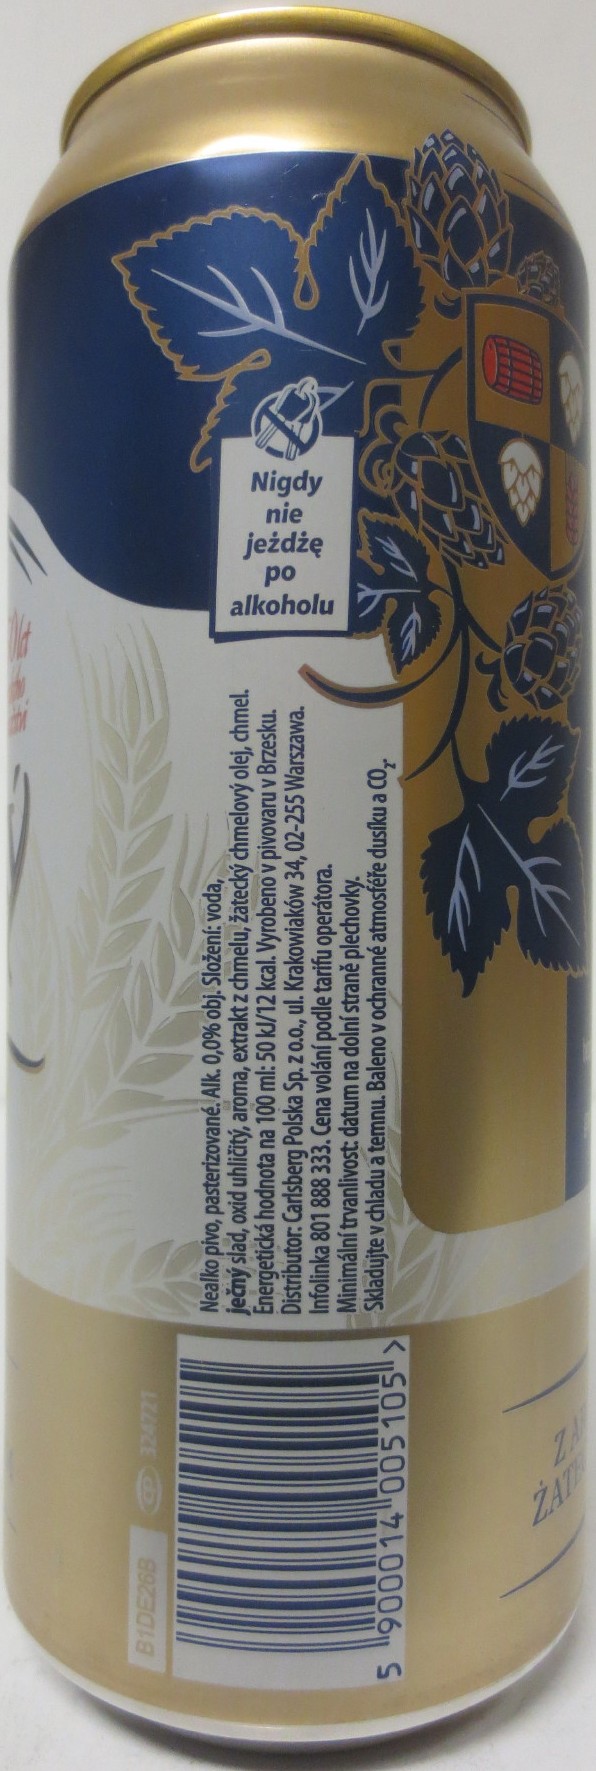 Nigdy
nie
jeżdżę
po
alkoholu
Nealko pivo, pasterizované. Alk. 0,0% obj. Složení: voda,
ječný slad, oxid uhličitý, aroma, extrakt z chmelu, žatecký chmelový olej, chmel.
Energetická hodnota na 100 ml: 50 kJ/12 kcal. Vyrobeno v pivovaru v Brzesku.
Distributor: Carlsberg Polska Sp. z o.o., ul. Krakowiaków 34, 02-255 Warszawa.
Infolinka 801 888 333. Cena volání podle tarifu operátora.
Minimální trvanlivost: datum na dolní straně plechovky.
Skladujte v chladu a temnu. Baleno v ochranné atmosféře dusíku a CO₂.
324721
B1DE26B
5 900014 005105 >